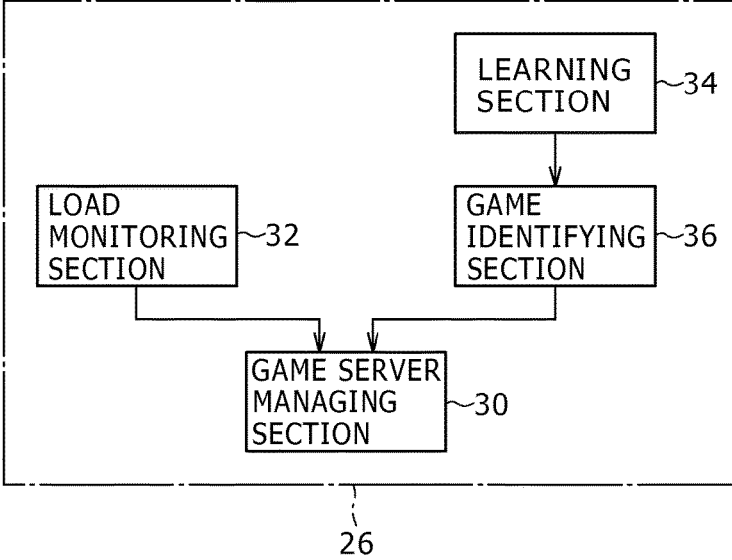 LEARNING
SECTION
34
LOAD
MONITORING
SECTION
32
GAME
IDENTIFYING
SECTION
36
GAME SERVER
MANAGING
SECTION
30
26